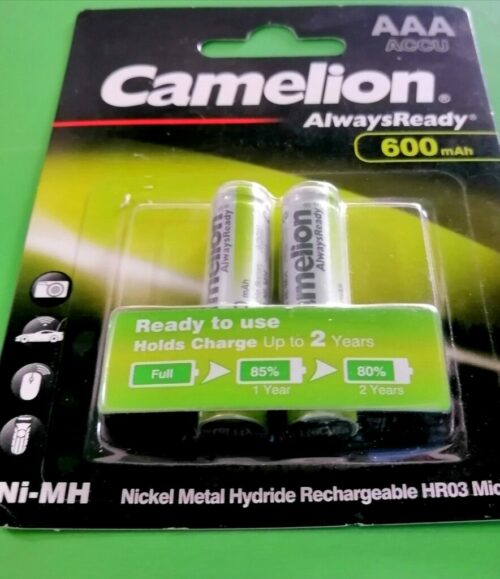 AAA
ACCU
Camelion®
AlwaysReady®
600 mAh
Camelion
AlwaysReady
mAh
Camelion
AlwaysReady
Ready to use
Holds Charge Up to 2 Years
Full 85% 80%
1 Year 2 Years
Ni-MH Nickel Metal Hydride Rechargeable HR03 Mic